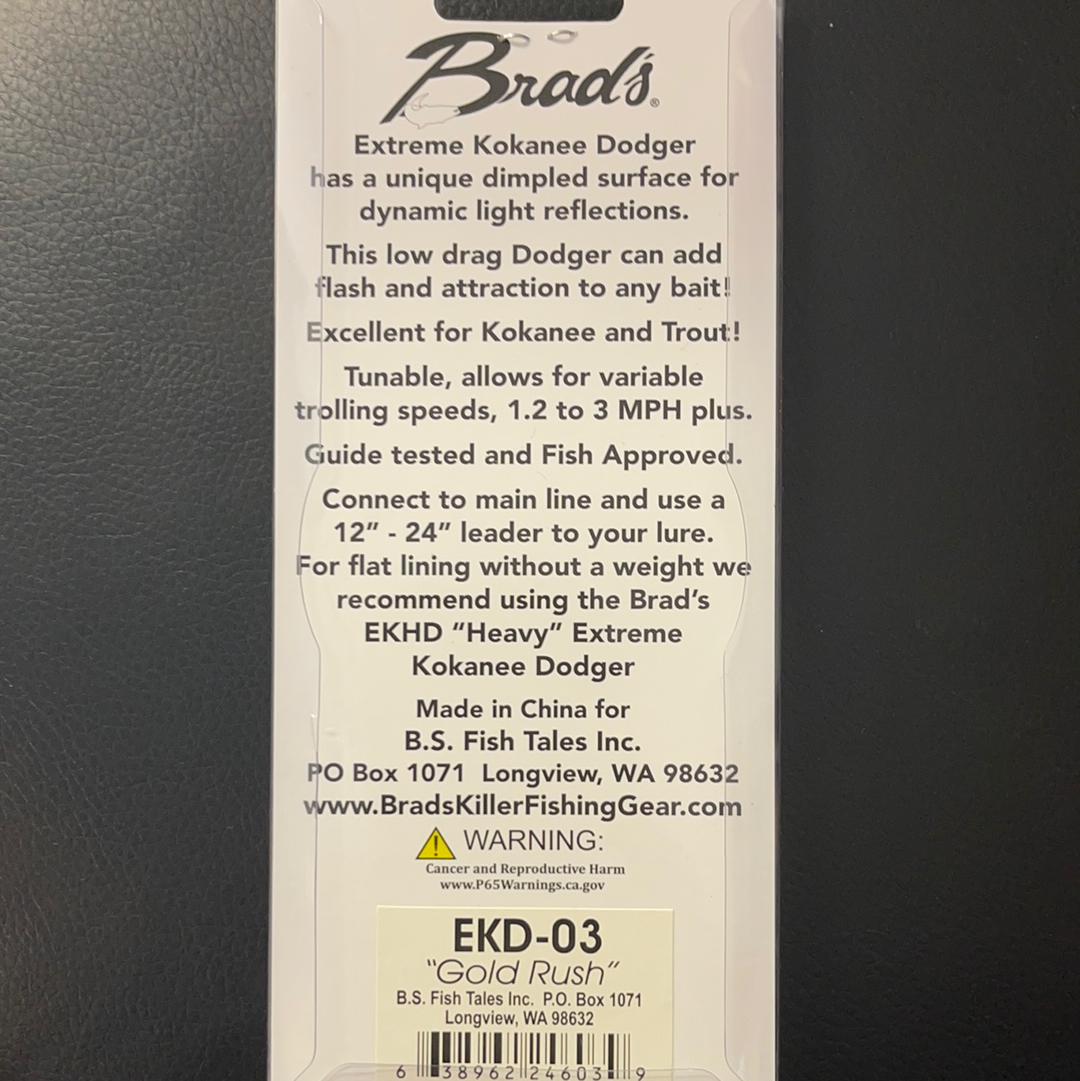 Brad's®
Extreme Kokanee Dodger
has a unique dimpled surface for
dynamic light reflections.
This low drag Dodger can add
flash and attraction to any bait!
Excellent for Kokanee and Trout!
Tunable, allows for variable
trolling speeds, 1.2 to 3 MPH plus.
Guide tested and Fish Approved.
Connect to main line and use a
12” - 24” leader to your lure.
For flat lining without a weight we
recommend using the Brad’s
EKHD “Heavy” Extreme
Kokanee Dodger
Made in China for
B.S. Fish Tales Inc.
PO Box 1071 Longview, WA 98632
www.BradsKillerFishingGear.com
WARNING:
Cancer and Reproductive Harm
www.P65Warnings.ca.gov
EKD-03
“Gold Rush”
B.S. Fish Tales Inc. P.O. Box 1071
Longview, WA 98632
6 38962 24603 9